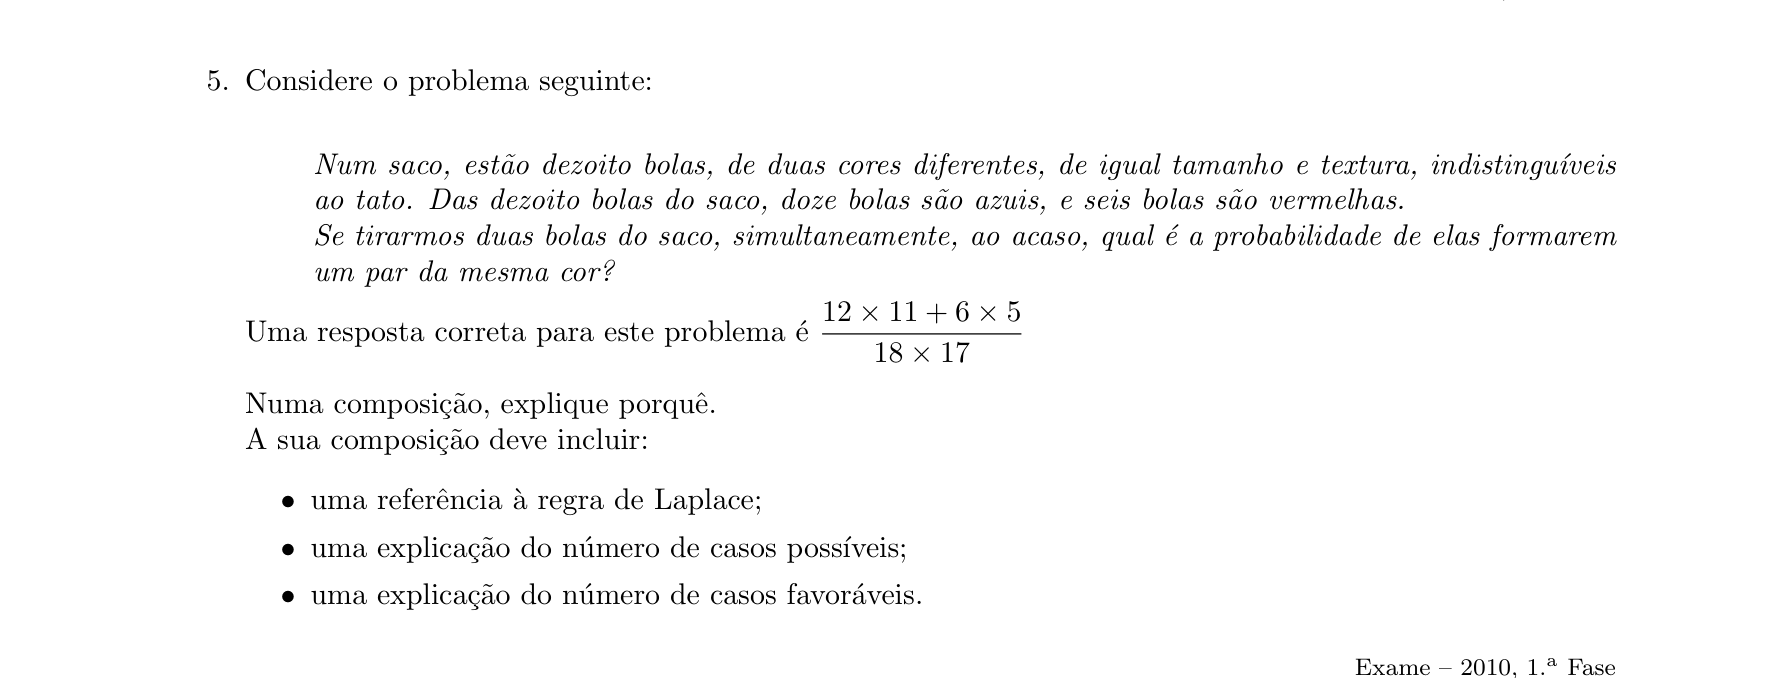 5. Considere o problema seguinte:
Num saco, estão dezoito bolas, de duas cores diferentes, de igual tamanho e textura, indistinguíveis
ao tato. Das dezoito bolas do saco, doze bolas são azuis, e seis bolas são vermelhas.
Se tirarmos duas bolas do saco, simultaneamente, ao acaso, qual é a probabilidade de elas formarem
um par da mesma cor?
Uma resposta correta para este problema é \frac{12 × 11 + 6 × 5}{18 × 17}
Numa composição, explique porquê.
A sua composição deve incluir:
• uma referência à regra de Laplace;
• uma explicação do número de casos possíveis;
• uma explicação do número de casos favoráveis.
Exame – 2010, 1.ª Fase